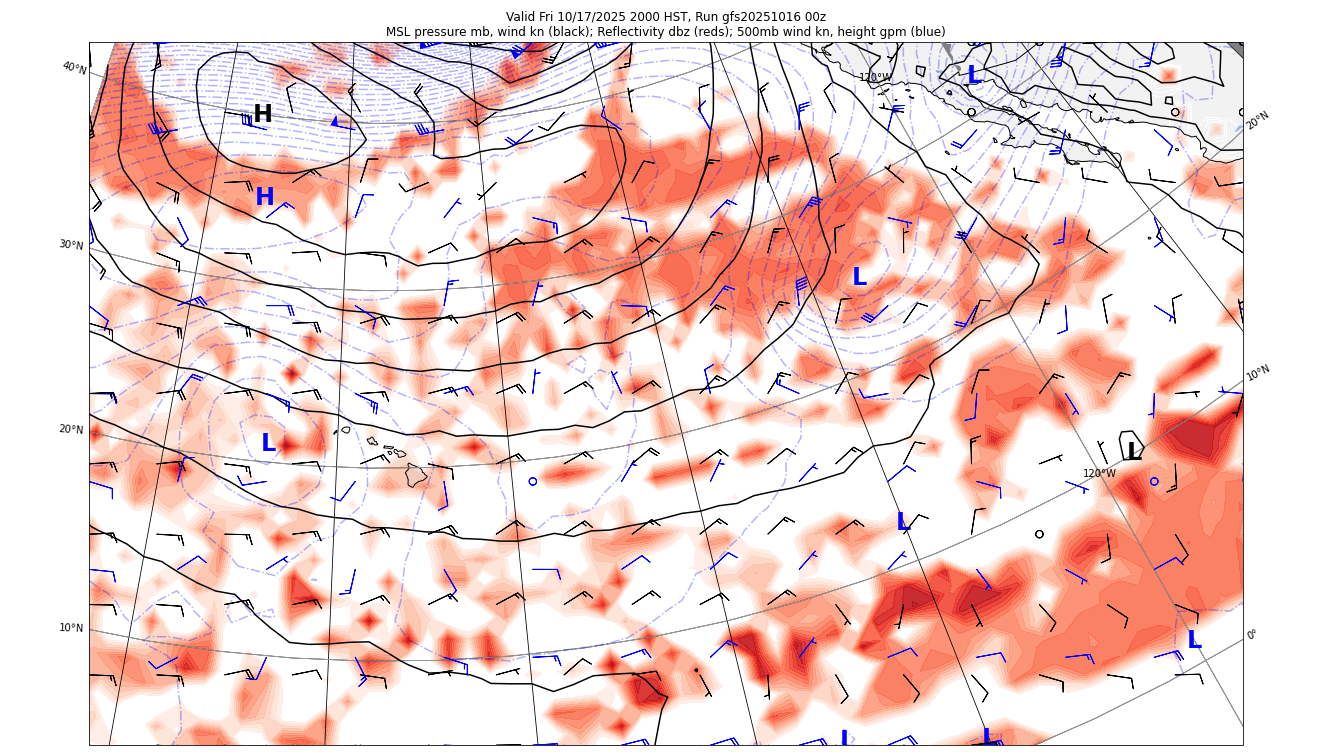 Valid Fri 10/17/2025 2000 HST, Run gfs20251016 00z
MSL pressure mb, wind kn (black); Reflectivity dbz (reds); 500mb wind kn, height gpm (blue)
40°N
120°W
L
H
20°N
H
30°N
L
10°N
20°N
L
L
120°W
L
10°N
0°
L
L
L